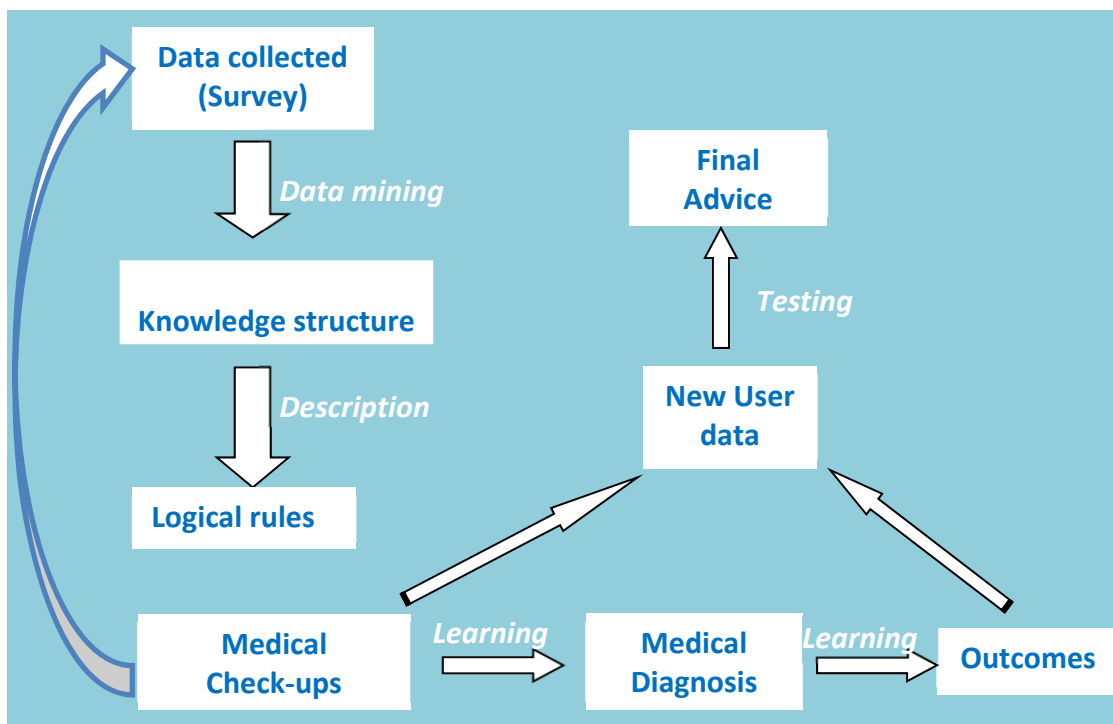 Data collected
(Survey)
Data mining
Knowledge structure
Description
Logical rules
Final
Advice
Testing
New User
data
Medical
Check-ups
Learning
Medical
Diagnosis
Learning
Outcomes